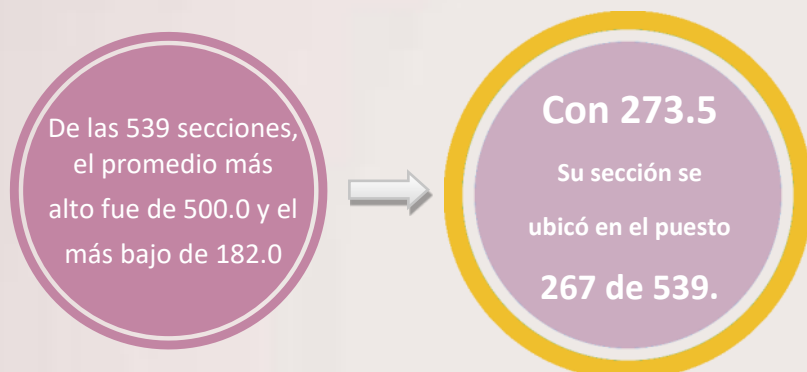 De las 539 secciones,
el promedio más
alto fue de 500.0 y el
más bajo de 182.0
Con 273.5
Su sección se
ubicó en el puesto
267 de 539.